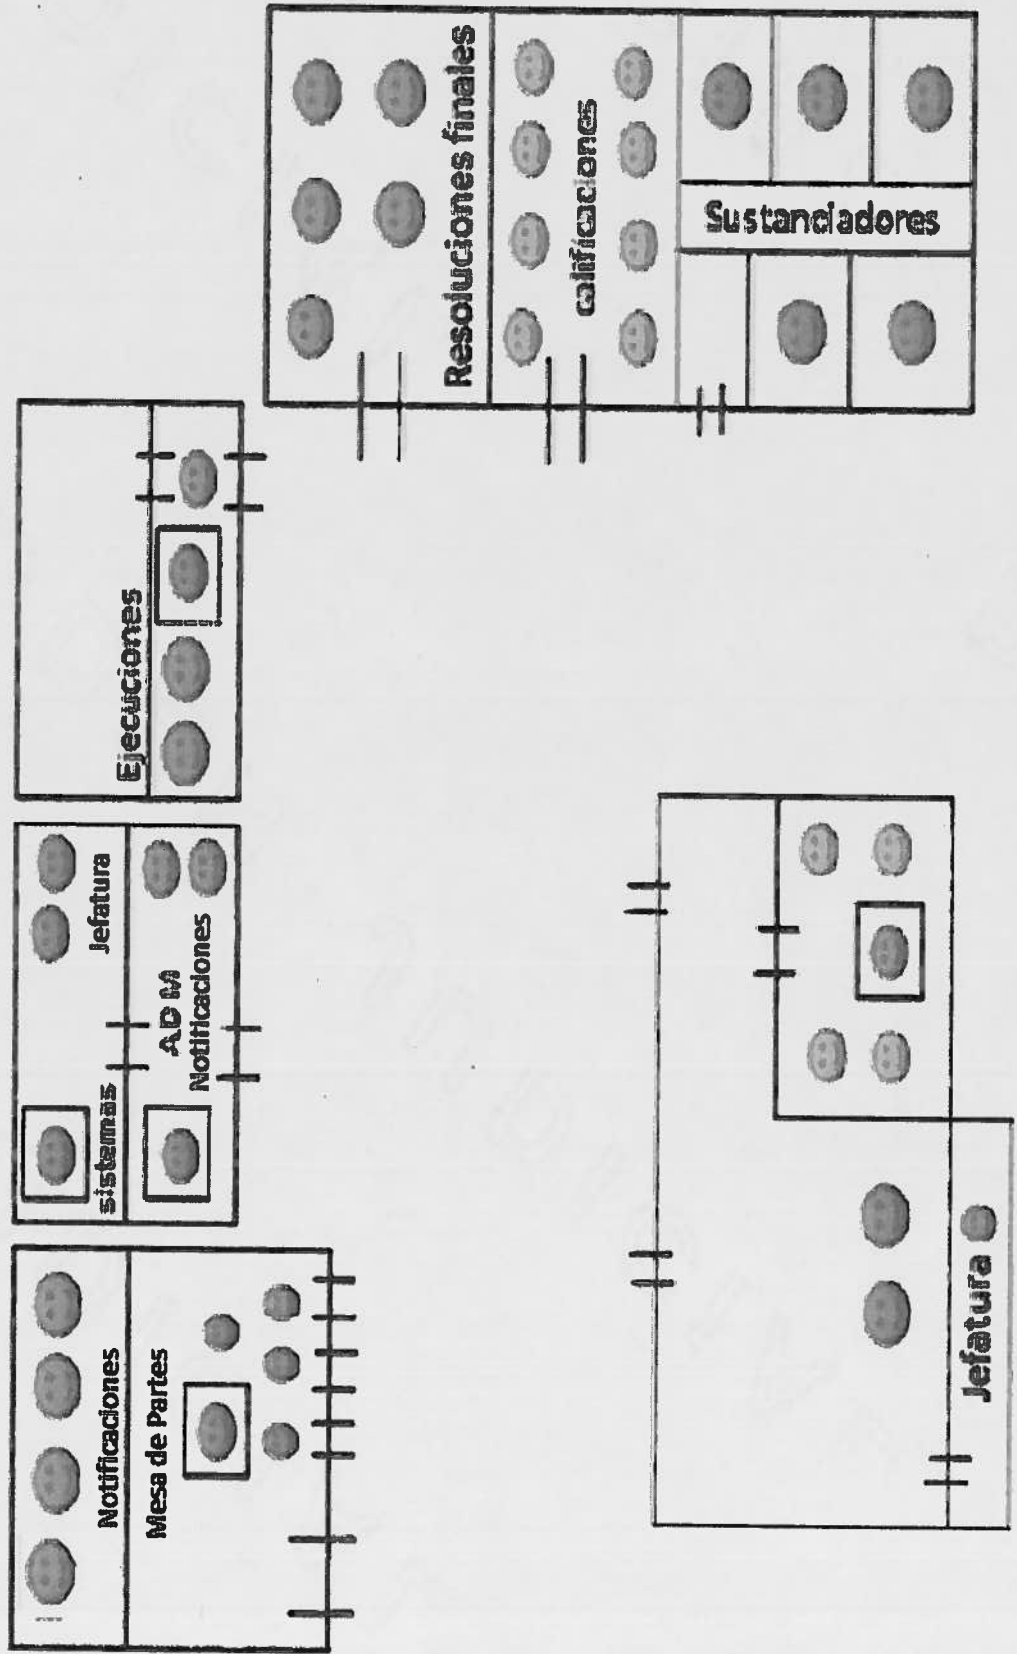 Notificaciones
Mesa de Partes
sistemas
Jefatura
ADM
Notificaciones
Ejecuciones
Resoluciones finales
calificaciones
Sustanciadores
Jefatura